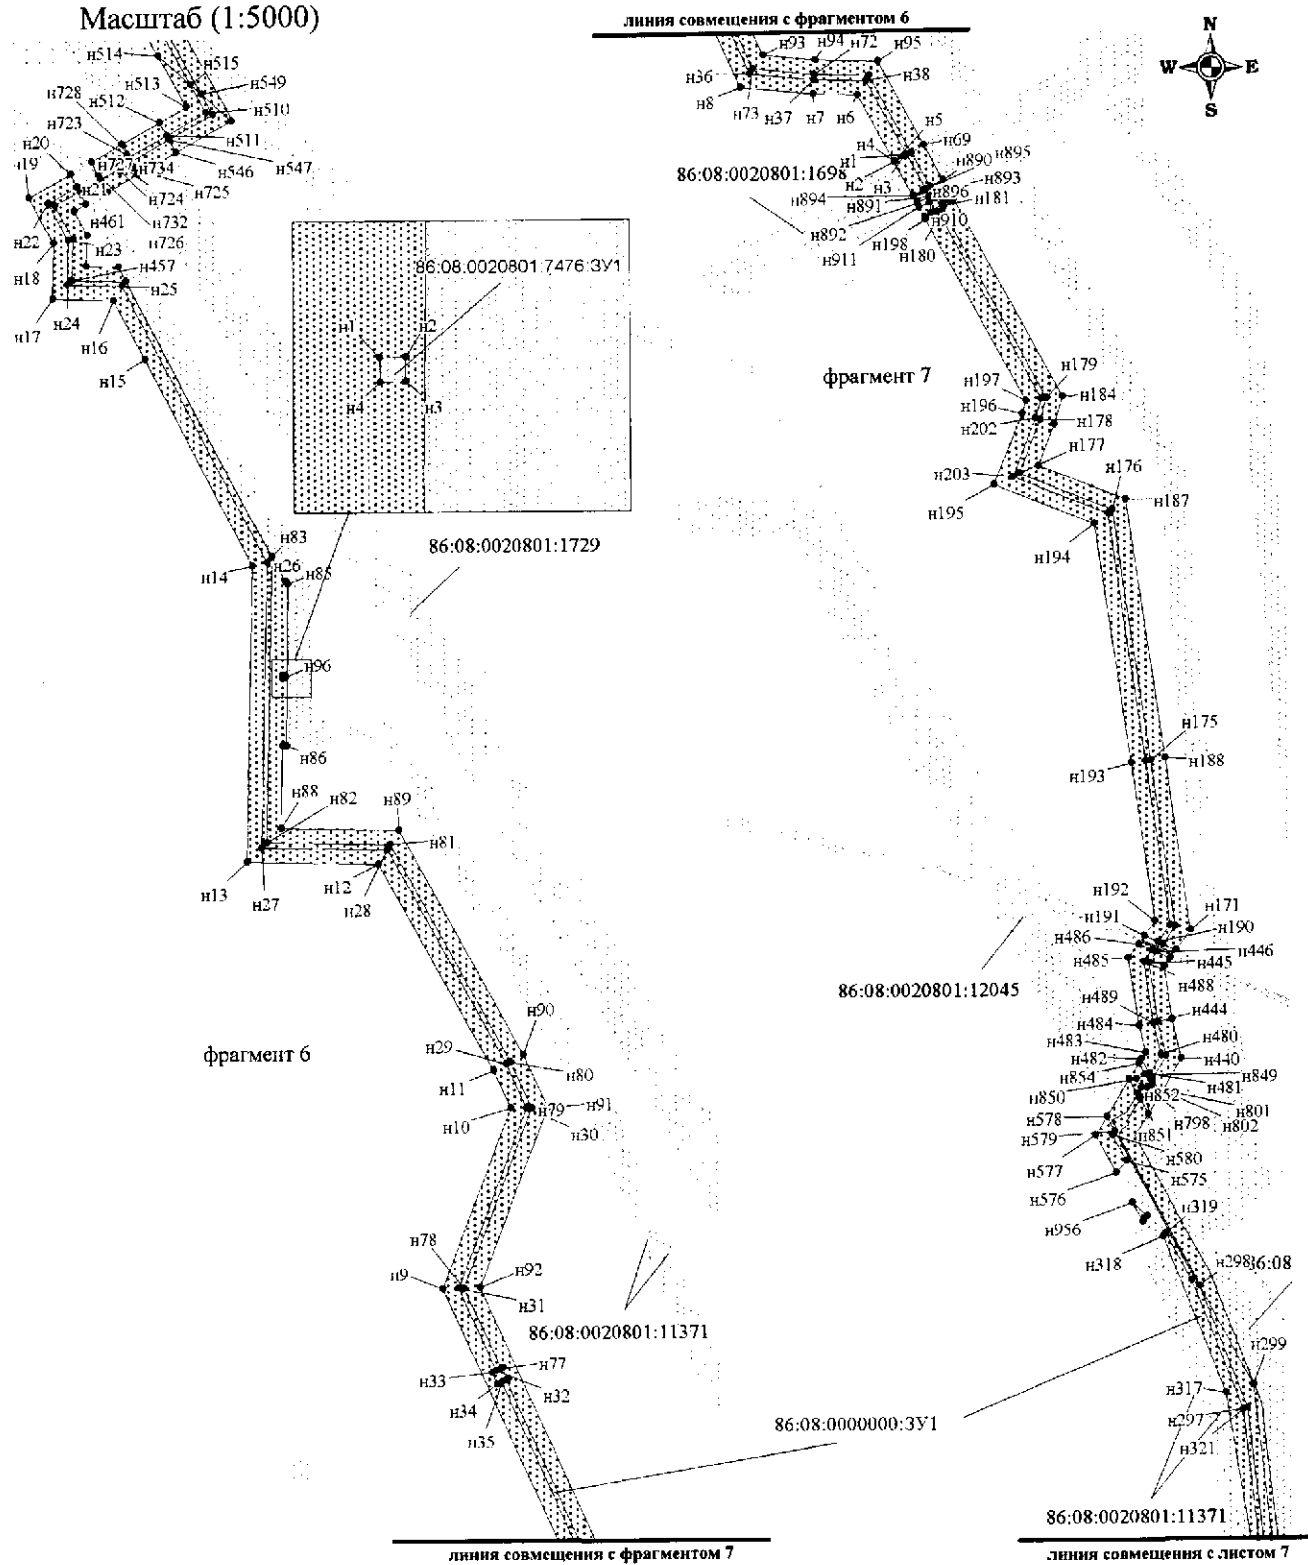 Масштаб (1:5000)
линия совмещения с фрагментом 6
N
W
E
S
н514
н515
н513
н549
н728
н512
н510
н723
н511
н20
н547
н19
н727
н734
н546
н21
н724
н725
н461
н732
н22
н726
н23
н18
н457
н25
н24
н17
н16
н15
86:08:0020801:7476:ЗУ1
н1
н2
н4
н3
86:08:0020801:1729
н83
н14
н26
н85
н96
н86
н88
н82
н89
н81
н13
н12
н27
н28
н90
н29
н80
н11
фрагмент 6
н10
н79
н91
н30
н78
н9
н92
н31
86:08:0020801:11371
н77
н33
н32
н34
н35
86:08:0000000:ЗУ1
линия совмещения с фрагментом 7
н93
н94
н72
н95
н36
н38
н8
н73
н37
н7
н6
н5
н4
н69
н1
н890
н895
86:08:0020801:1698
н2
н3
н893
н894
н896
н181
н891
н892
н910
н198
н911
н180
фрагмент 7
н179
н197
н184
н196
н202
н178
н177
н176
н203
н187
н195
н194
н175
н193
н188
н192
н171
н191
н190
н486
н446
н485
н445
86:08:0020801:12045
н488
н489
н444
н484
н483
н480
н482
н440
н854
н849
н850
н481
н852
н801
н578
н798
н802
н579
н851
н580
н577
н575
н576
н319
н956
н318
н298
86:08
н299
н317
н297
н321
86:08:0020801:11371
линия совмещения с листом 7